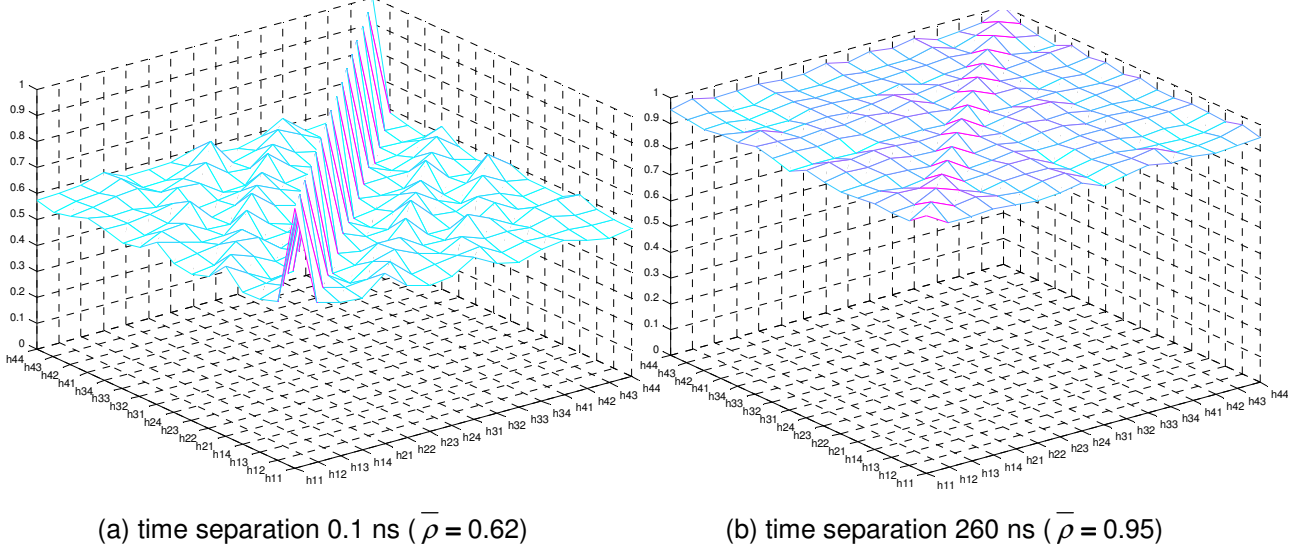 1
0.9
0.8
0.7
0.6
0.5
0.4
0.3
0.2
0.1
0
h44
h43
h42
h41
h34
h33
h32
h31
h24
h23
h22
h21
h14
h13
h12
h11
h11
h12
h13
h14
h21
h22
h23
h24
h31
h32
h33
h34
h41
h42
h43
h44
(a) time separation 0.1 ns ( ρ̅ = 0.62)
1
0.9
0.8
0.7
0.6
0.5
0.4
0.3
0.2
0.1
0
h44
h43
h42
h41
h34
h33
h32
h31
h24
h23
h22
h21
h14
h13
h12
h11
h11
h12
h13
h14
h21
h22
h23
h24
h31
h32
h33
h34
h41
h42
h43
h44
(b) time separation 260 ns ( ρ̅ = 0.95)